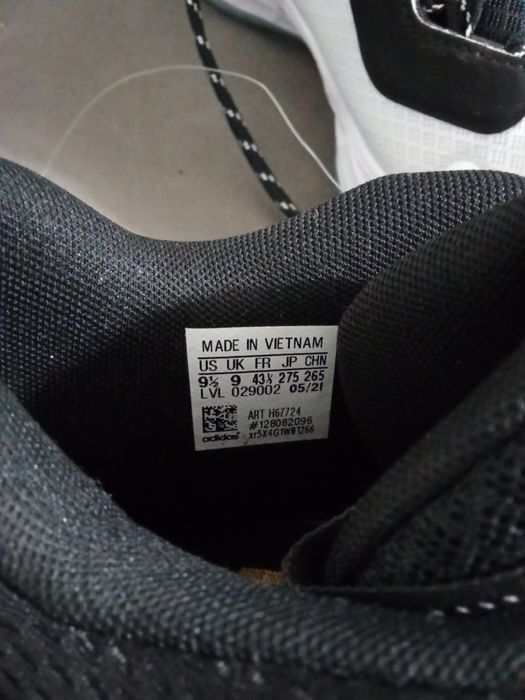 MADE IN VIETNAM
US UK FR JP CHN
9½ 9 43⅓ 275 265
LVL 029002 05/21
ART H67724
#128082096
xr5X4G1WB1266
adidas